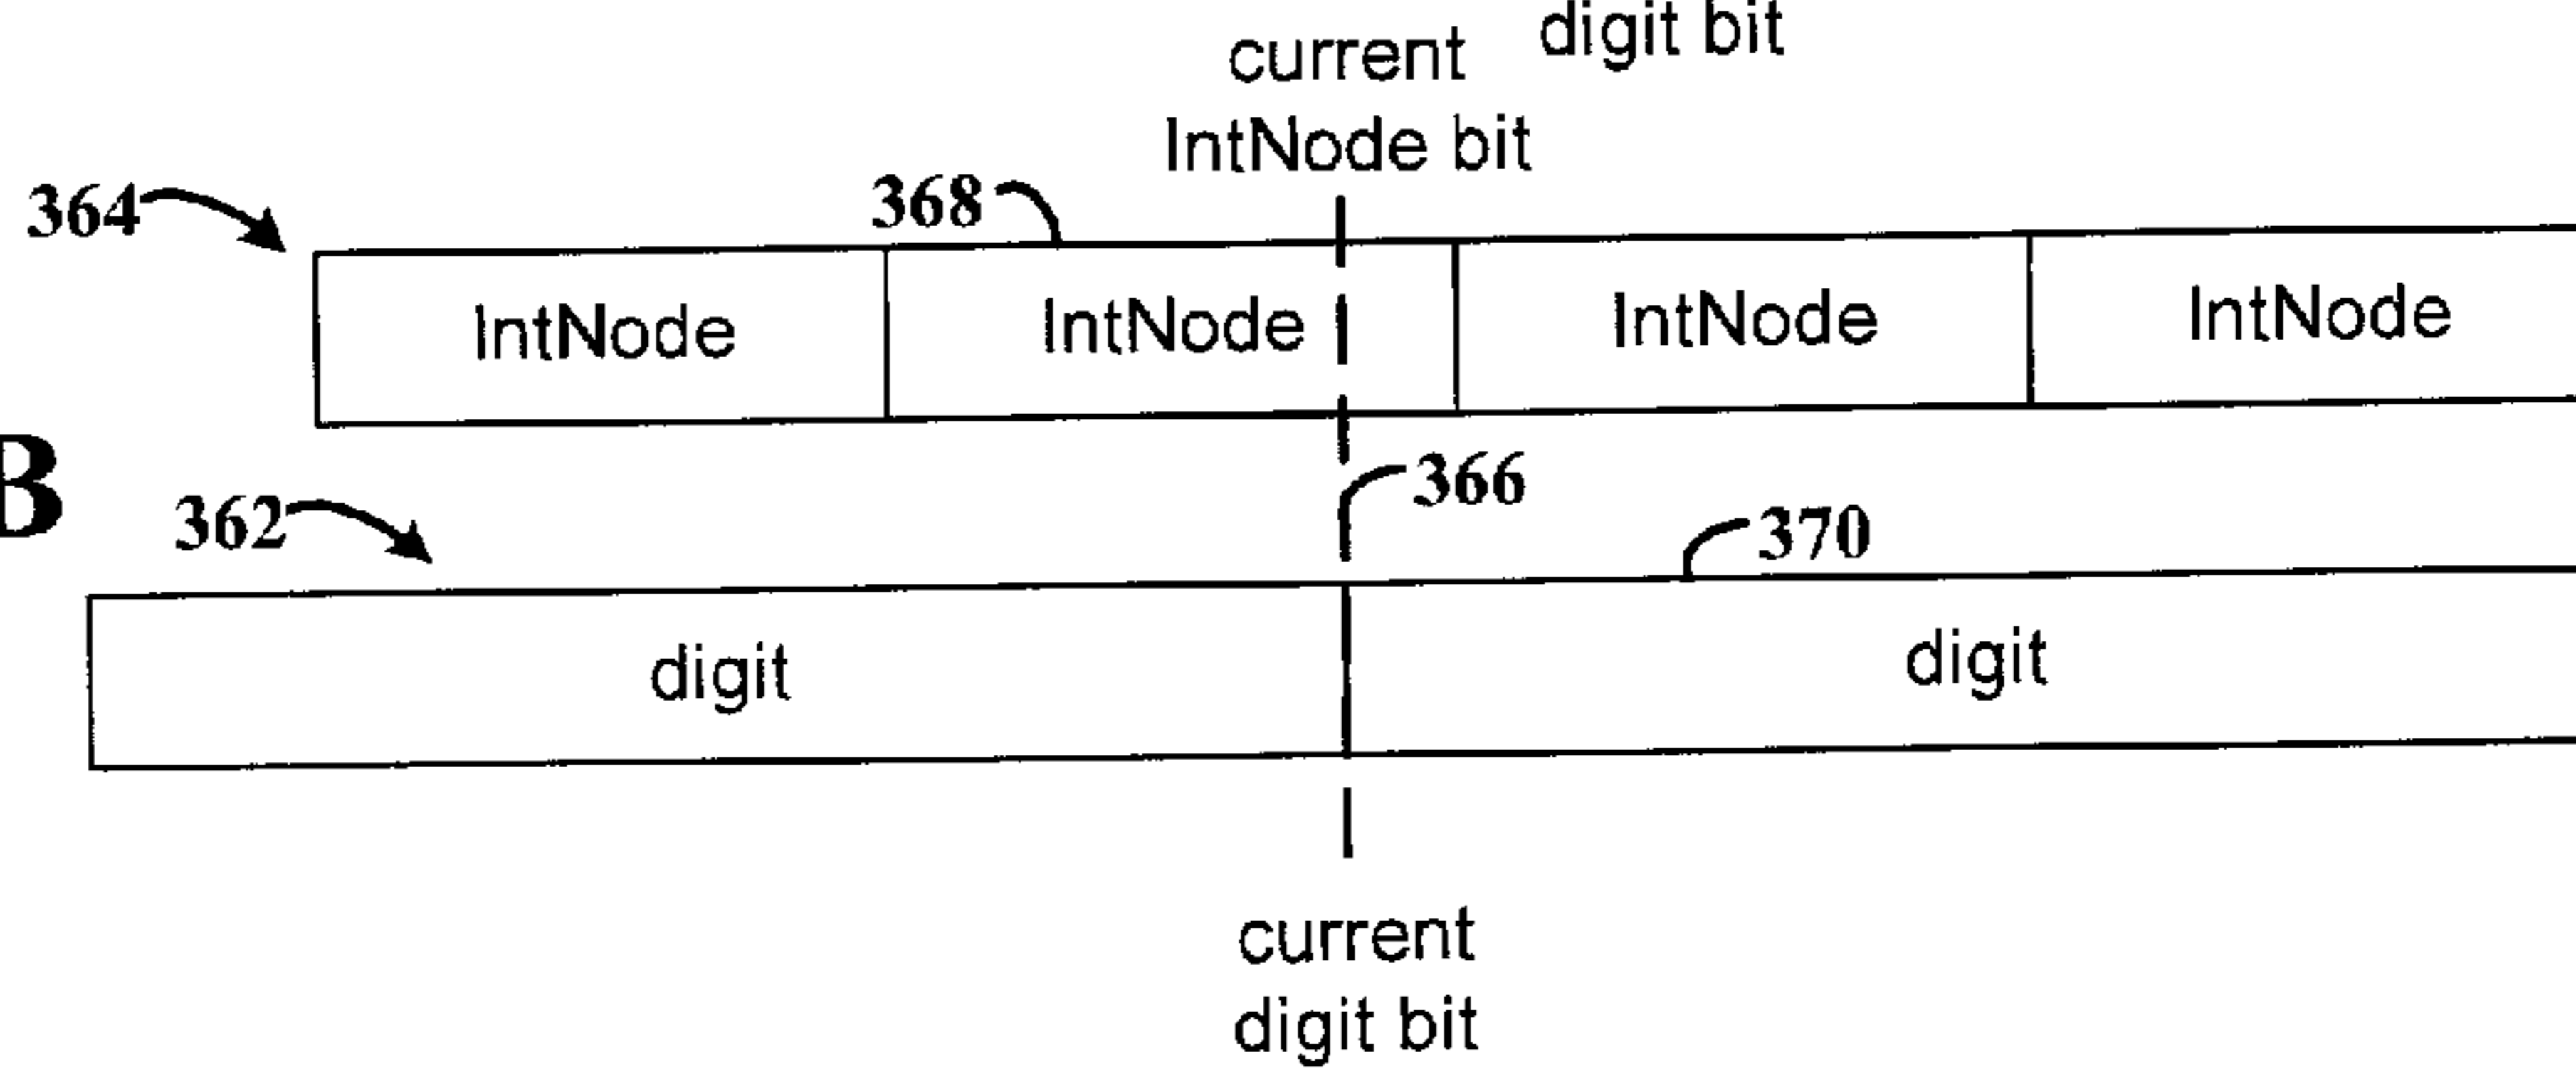 digit bit
current
IntNode bit
364
368
IntNode IntNode IntNode IntNode
B
366
362
370
digit digit
current
digit bit